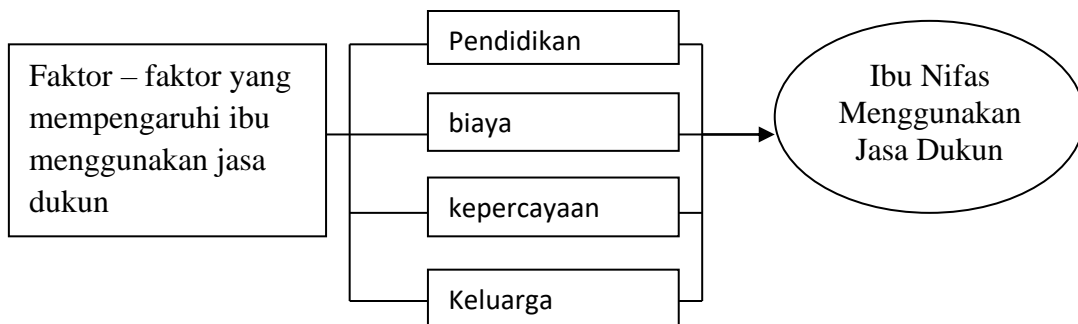 Faktor – faktor yang
mempengaruhi ibu
menggunakan jasa
dukun
Pendidikan
biaya
kepercayaan
Keluarga
Ibu Nifas
Menggunakan
Jasa Dukun